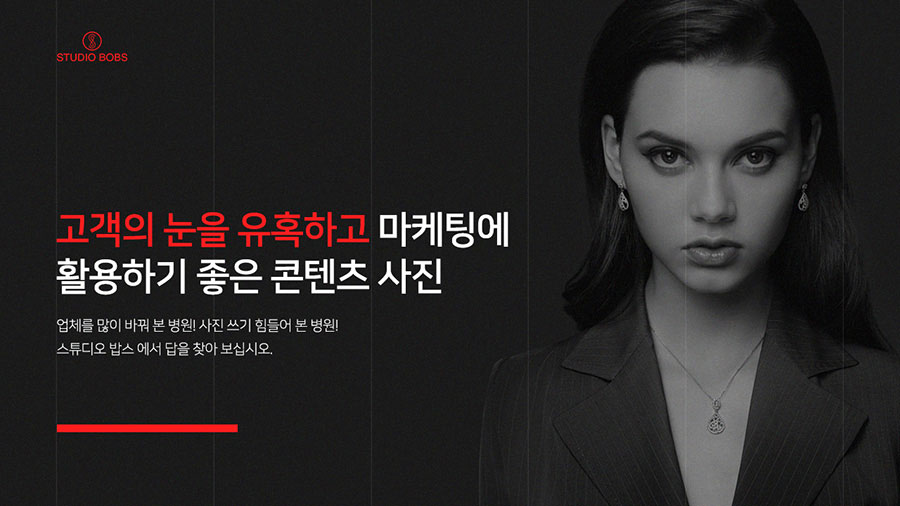 STUDIO BOBS
고객의 눈을 유혹하고 마케팅에
활용하기 좋은 콘텐츠 사진
업체를 많이 바꿔 본 병원! 사진 쓰기 힘들어 본 병원!
스튜디오 밥스 에서 답을 찾아 보십시오.